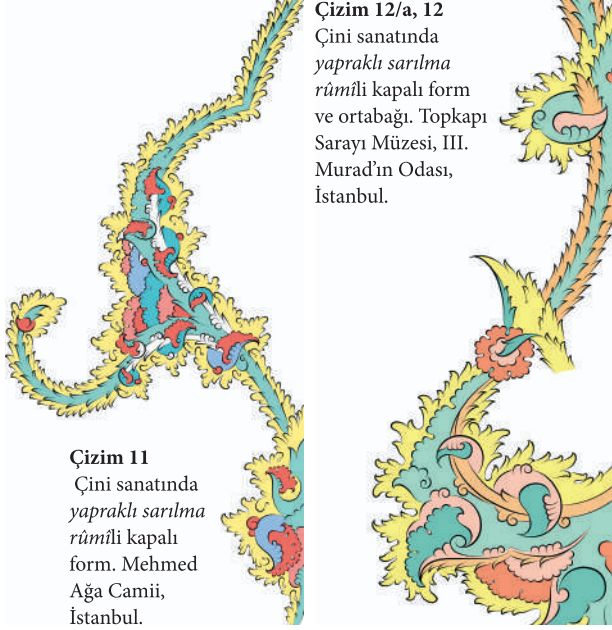 Çizim 12/a, 12
Çini sanatında
yapraklı sarılma
rûmîli kapalı form
ve ortabağı. Topkapı
Sarayı Müzesi, III.
Murad’ın Odası,
İstanbul.
Çizim 11
Çini sanatında
yapraklı sarılma
rûmîli kapalı
form. Mehmed
Ağa Camii,
İstanbul.